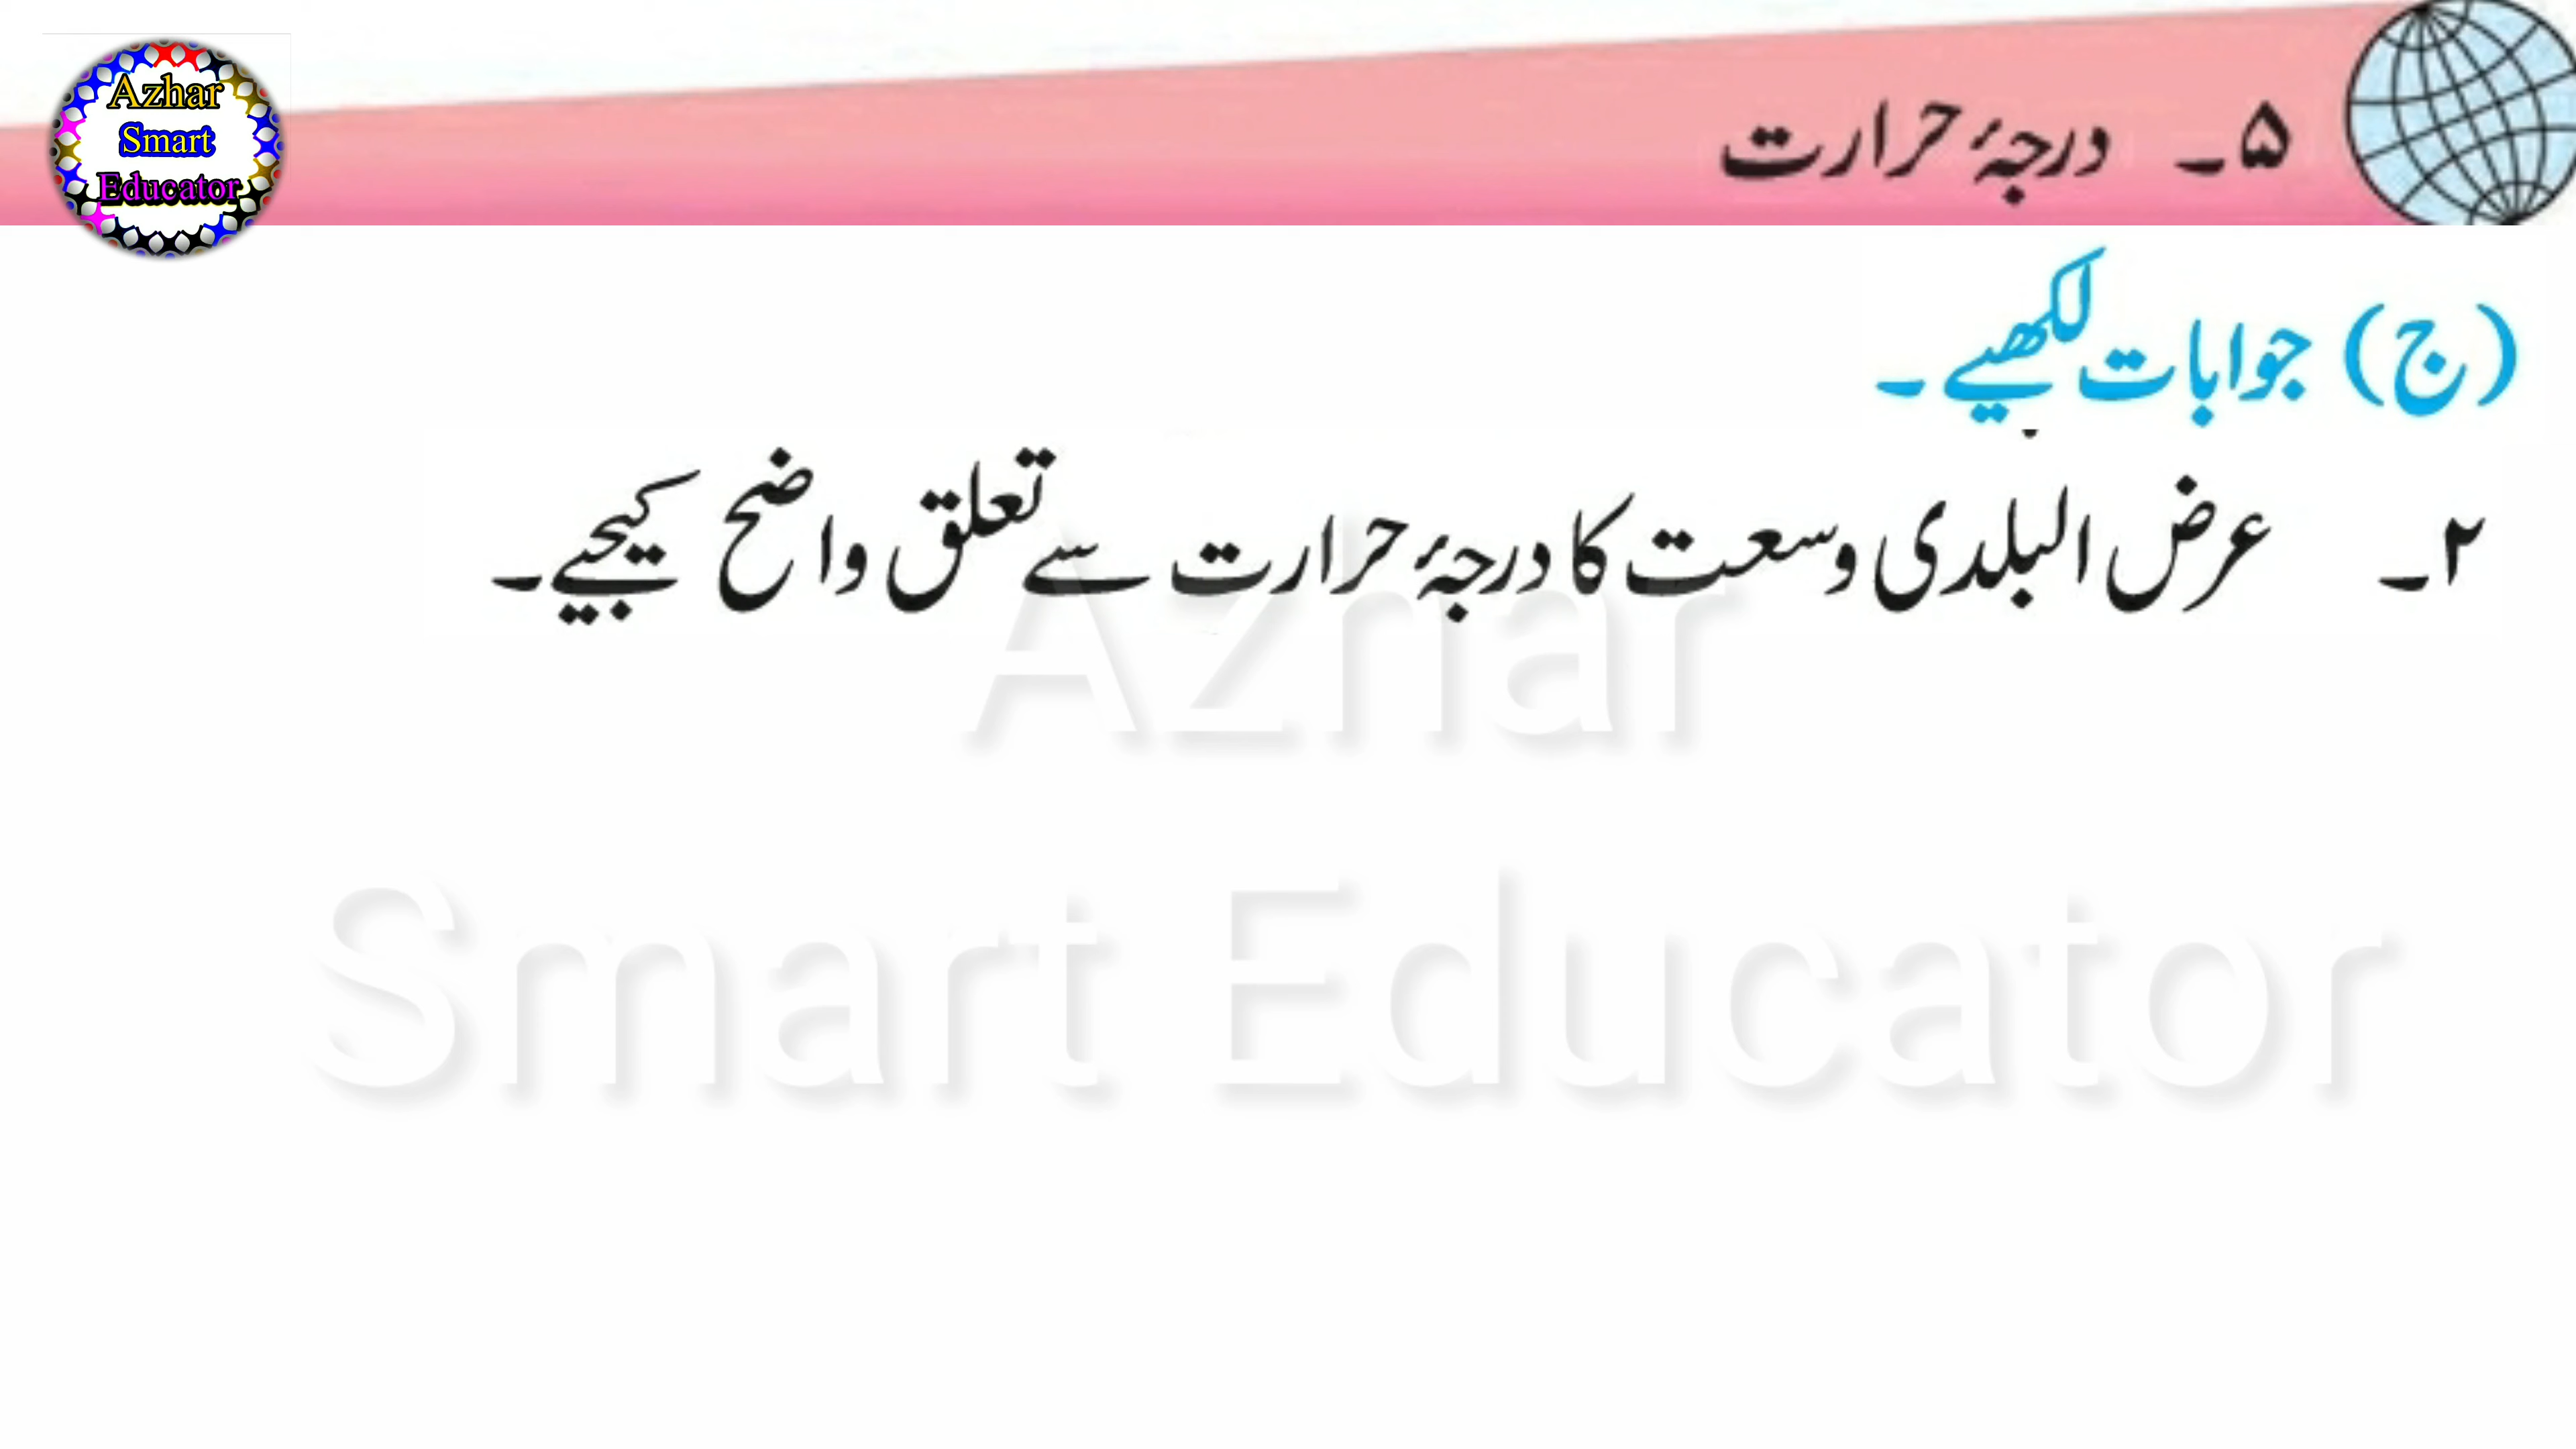 Azhar
Smart
Educator
۵۔ درجۂ حرارت
(ج) جوابات لکھیے۔
۲۔ عرض البلدی وسعت کا درجۂ حرارت سے تعلق واضح کیجیے۔
Azhar
Smart Educator